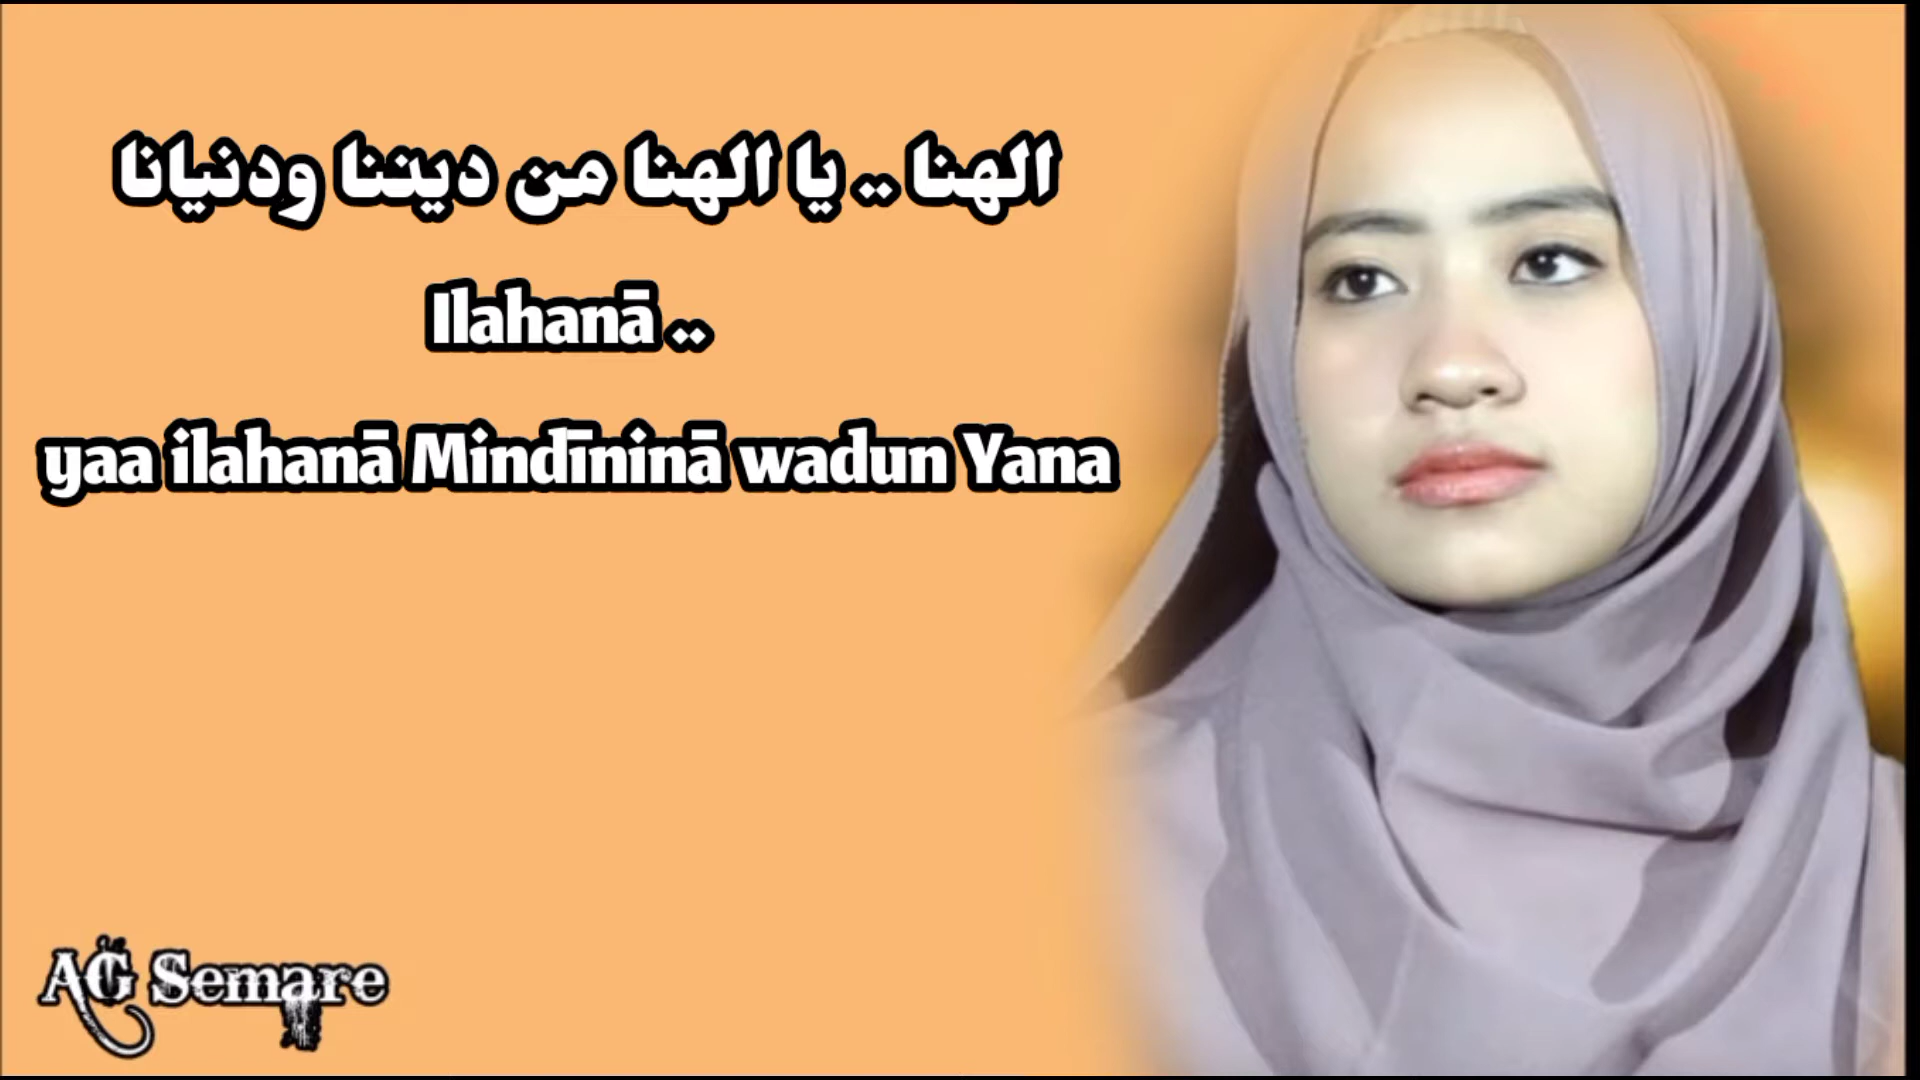 الهنا .. يا الهنا من ديننا ودنيانا
Ilahanā ..
yaa ilahanā Mindīninā wadun Yana
AG Semare